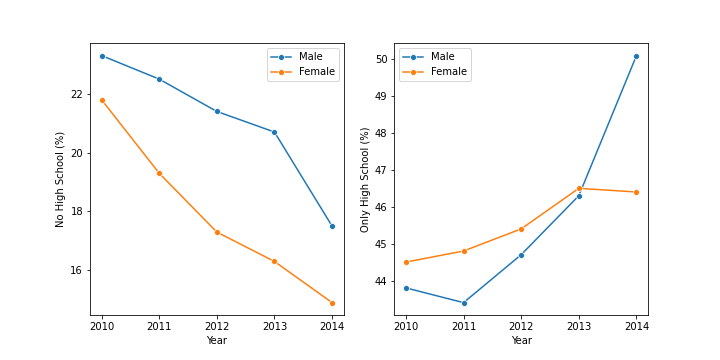 No High School (%)
22
20
18
16
Male
Female
2010 2011 2012 2013 2014
Year
Only High School (%)
50
49
48
47
46
45
44
Male
Female
2010 2011 2012 2013 2014
Year